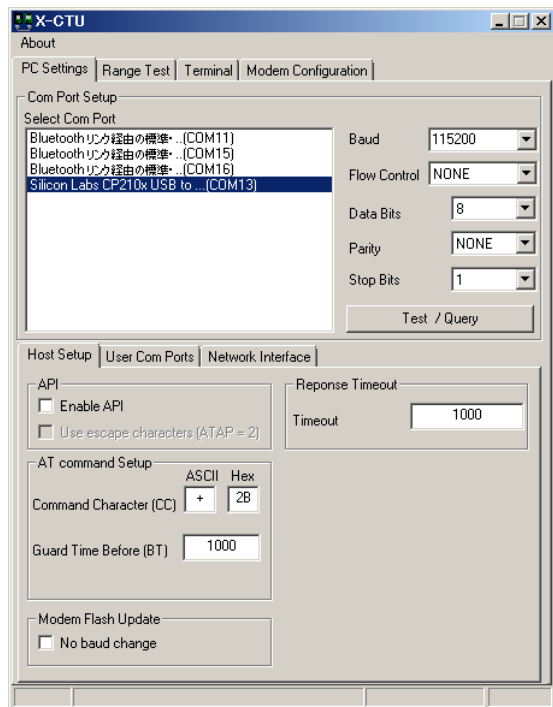 X-CTU
About
PC Settings Range Test Terminal Modem Configuration
Com Port Setup
Select Com Port
Bluetooth リンク経由の標準・ ..(COM11)
Bluetooth リンク経由の標準・ ..(COM15)
Bluetooth リンク経由の標準・ ..(COM16)
Silicon Labs CP210x USB to ...(COM13)
Baud 115200
Flow Control NONE
Data Bits 8
Parity NONE
Stop Bits 1
Test / Query
Host Setup User Com Ports Network Interface
API
Enable API
Use escape characters (ATAP = 2)
Reponse Timeout
Timeout 1000
AT command Setup
ASCII Hex
Command Character (CC) + 2B
Guard Time Before (BT) 1000
Modem Flash Update
No baud change